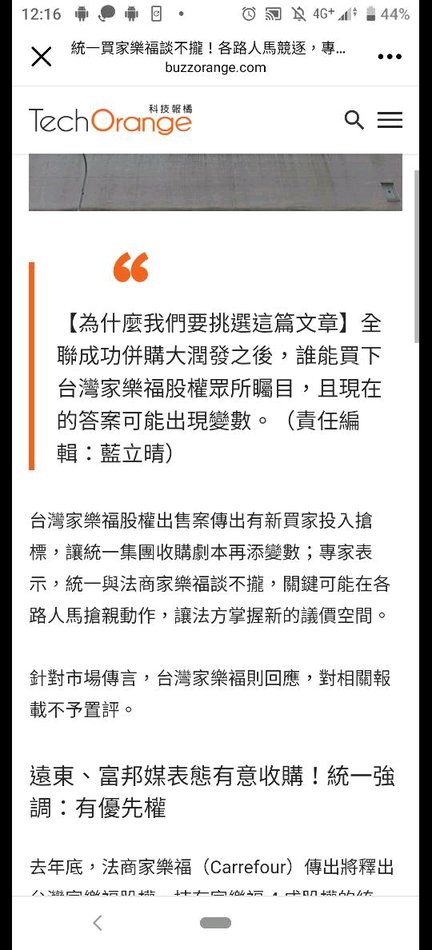 12:16
4G+
44%
統一買家樂福談不攏！各路人馬競逐，專...
buzzorange.com
科技報橘
TechOrange
【為什麼我們要挑選這篇文章】全
聯成功併購大潤發之後，誰能買下
台灣家樂福股權眾所矚目，且現在
的答案可能出現變數。（責任編
輯：藍立晴）
台灣家樂福股權出售案傳出有新買家投入搶
標，讓統一集團收購劇本再添變數；專家表
示，統一與法商家樂福談不攏，關鍵可能在各
路人馬搶親動作，讓法方掌握新的議價空間。
針對市場傳言，台灣家樂福則回應，對相關報
載不予置評。
遠東、富邦媒表態有意收購！統一強
調：有優先權
去年底，法商家樂福（Carrefour）傳出將釋出